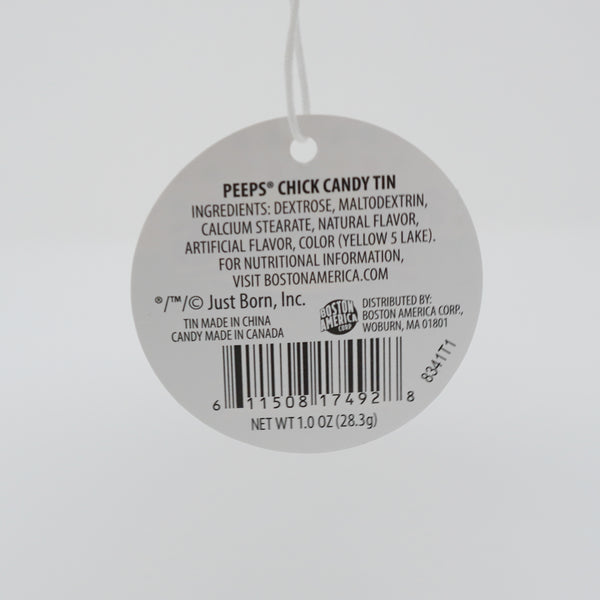 PEEPS® CHICK CANDY TIN
INGREDIENTS: DEXTROSE, MALTODEXTRIN,
CALCIUM STEARATE, NATURAL FLAVOR,
ARTIFICIAL FLAVOR, COLOR (YELLOW 5 LAKE).
FOR NUTRITIONAL INFORMATION,
VISIT BOSTONAMERICA.COM
®/™/© Just Born, Inc.
TIN MADE IN CHINA
CANDY MADE IN CANADA
BOSTON
AMERICA
CORP
DISTRIBUTED BY:
BOSTON AMERICA CORP.,
WOBURN, MA 01801
8341T1
6 11508 17492 8
NET WT 1.0 OZ (28.3g)